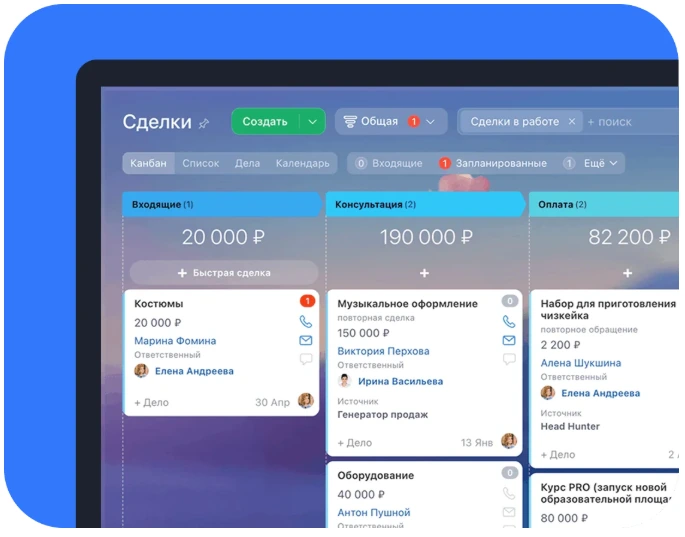 Сделки
Создать
Общая 1
Сделки в работе × + поиск
Канбан Список Дела Календарь
0 Входящие 1 Запланированные 1 Ещё
Входящие (1)
20 000 ₽
+ Быстрая сделка
Костюмы 1
20 000 ₽
Марина Фомина
Ответственный
Елена Андреева
+ Дело 30 Апр
Консультация (2)
190 000 ₽
+
Музыкальное оформление 0
повторная сделка
150 000 ₽
Виктория Перхова
Ответственный
Ирина Васильева
Источник
Генератор продаж
+ Дело 13 Янв
Оборудование 0
40 000 ₽
Антон Пушной
Ответственный
Оплата (2)
82 200 ₽
+
Набор для приготовления
чизкейка
повторное обращение
2 200 ₽
Алена Шукшина
Ответственный
Елена Андреева
Источник
Head Hunter
+ Дело 2
Курс PRO (запуск новой
образовательной
80 000 ₽